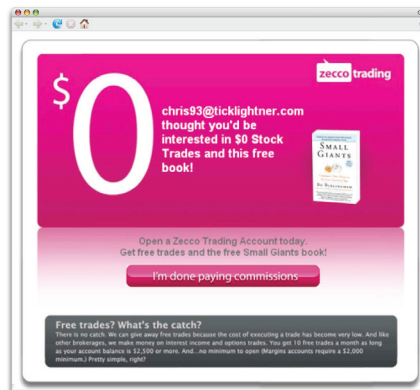 zecco trading
$0
chris93@ticklightner.com
thought you'd be
interested in $0 Stock
Trades and this free
book!
SMALL
GIANTS
BO BURLINGHAM
Open a Zecco Trading Account today.
Get free trades and the free Small Giants book!
I'm done paying commissions
Free trades? What's the catch?
There is no catch. We can give away free trades because the cost of executing a trade has become very low. And like
other brokerages, we make money on interest income and options trades. You get 10 free trades a month as long
as your account balance is $2,500 or more. And...no minimum to open (Margins accounts require a $2,000
minimum.) Pretty simple, right?